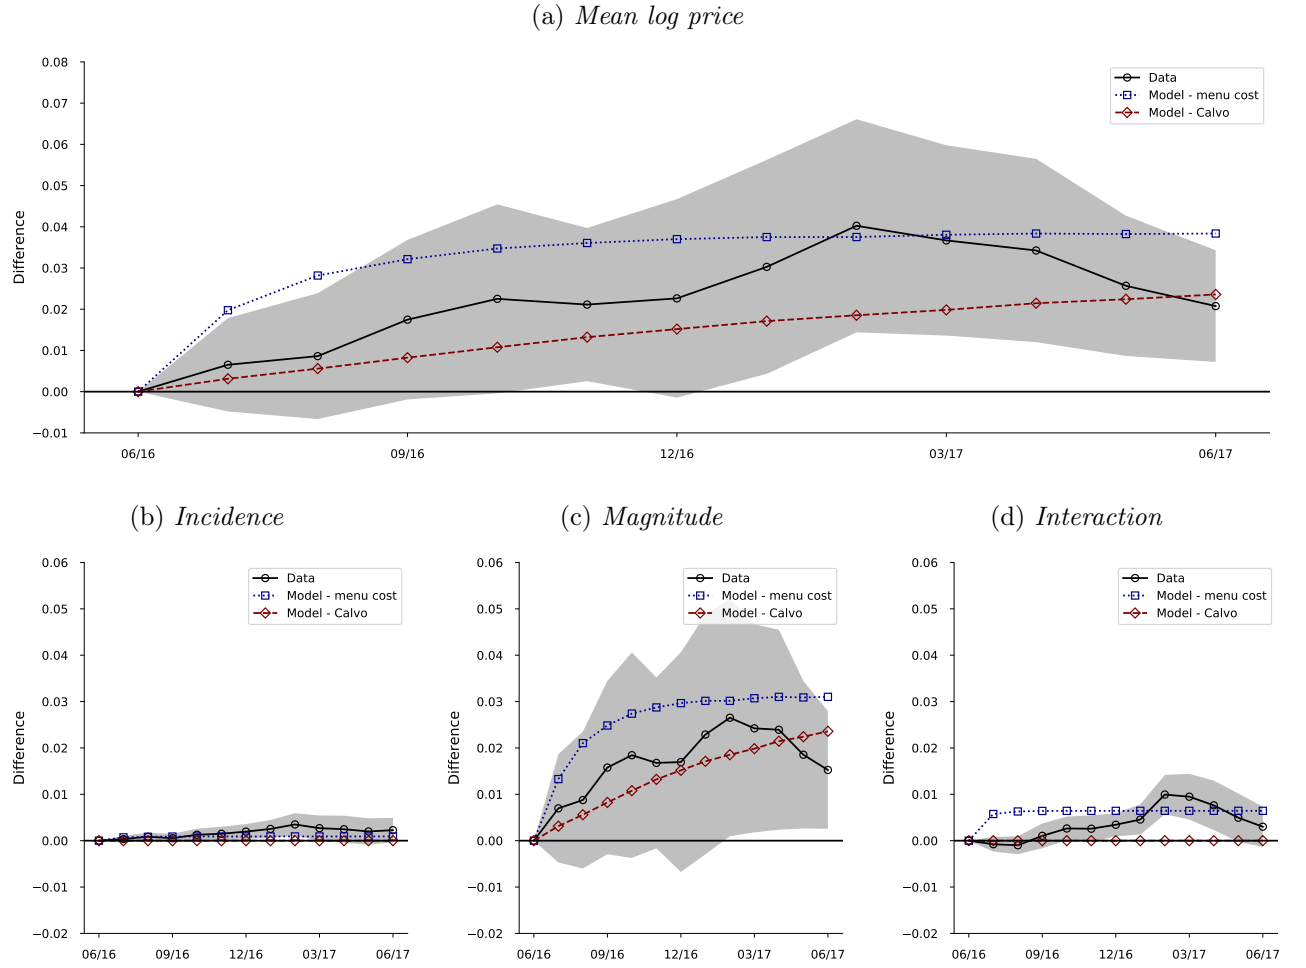 (a) Mean log price
0.08
0.07
0.06
0.05
0.04
0.03
0.02
0.01
0.00
−0.01
Difference
Data
Model - menu cost
Model - Calvo
06/16
09/16
12/16
03/17
06/17
(b) Incidence
0.06
0.05
0.04
0.03
0.02
0.01
0.00
−0.01
−0.02
Difference
Data
Model - menu cost
Model - Calvo
06/16
09/16
12/16
03/17
06/17
(c) Magnitude
0.06
0.05
0.04
0.03
0.02
0.01
0.00
−0.01
−0.02
Difference
Data
Model - menu cost
Model - Calvo
06/16
09/16
12/16
03/17
06/17
(d) Interaction
0.06
0.05
0.04
0.03
0.02
0.01
0.00
−0.01
−0.02
Difference
Data
Model - menu cost
Model - Calvo
06/16
09/16
12/16
03/17
06/17